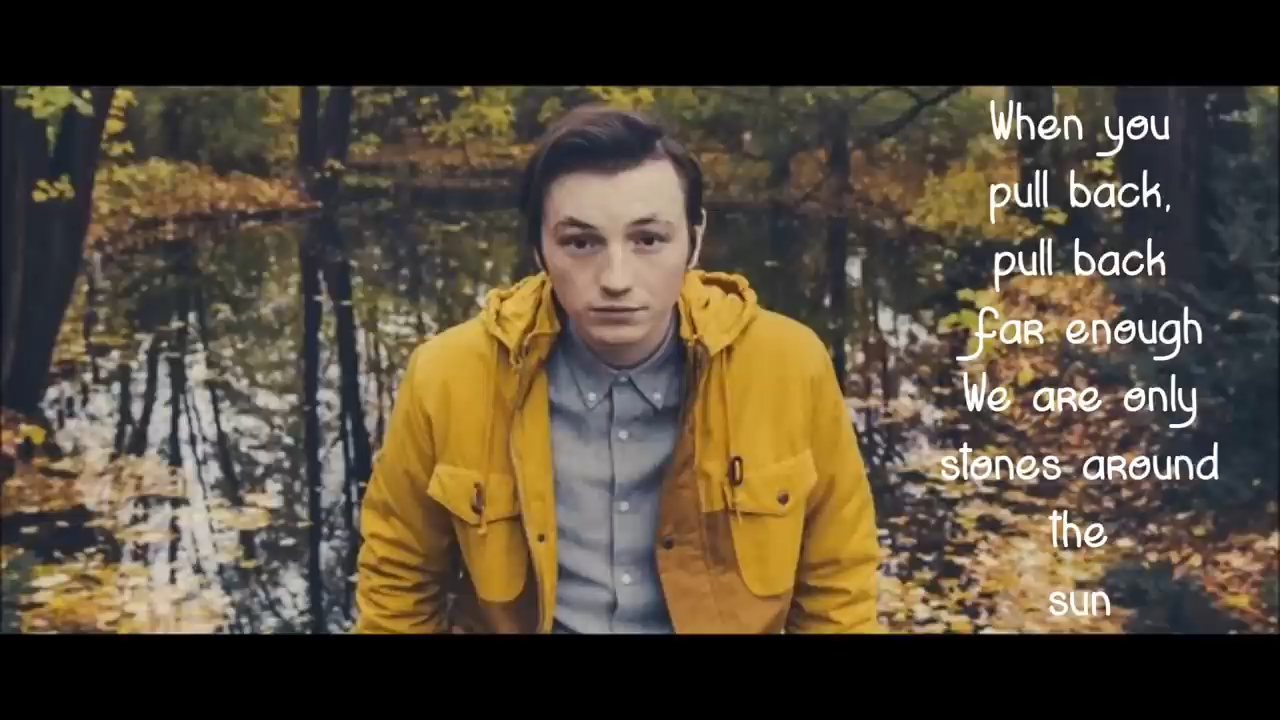 When you
pull back,
pull back
far enough
We are only
stones around
the
sun